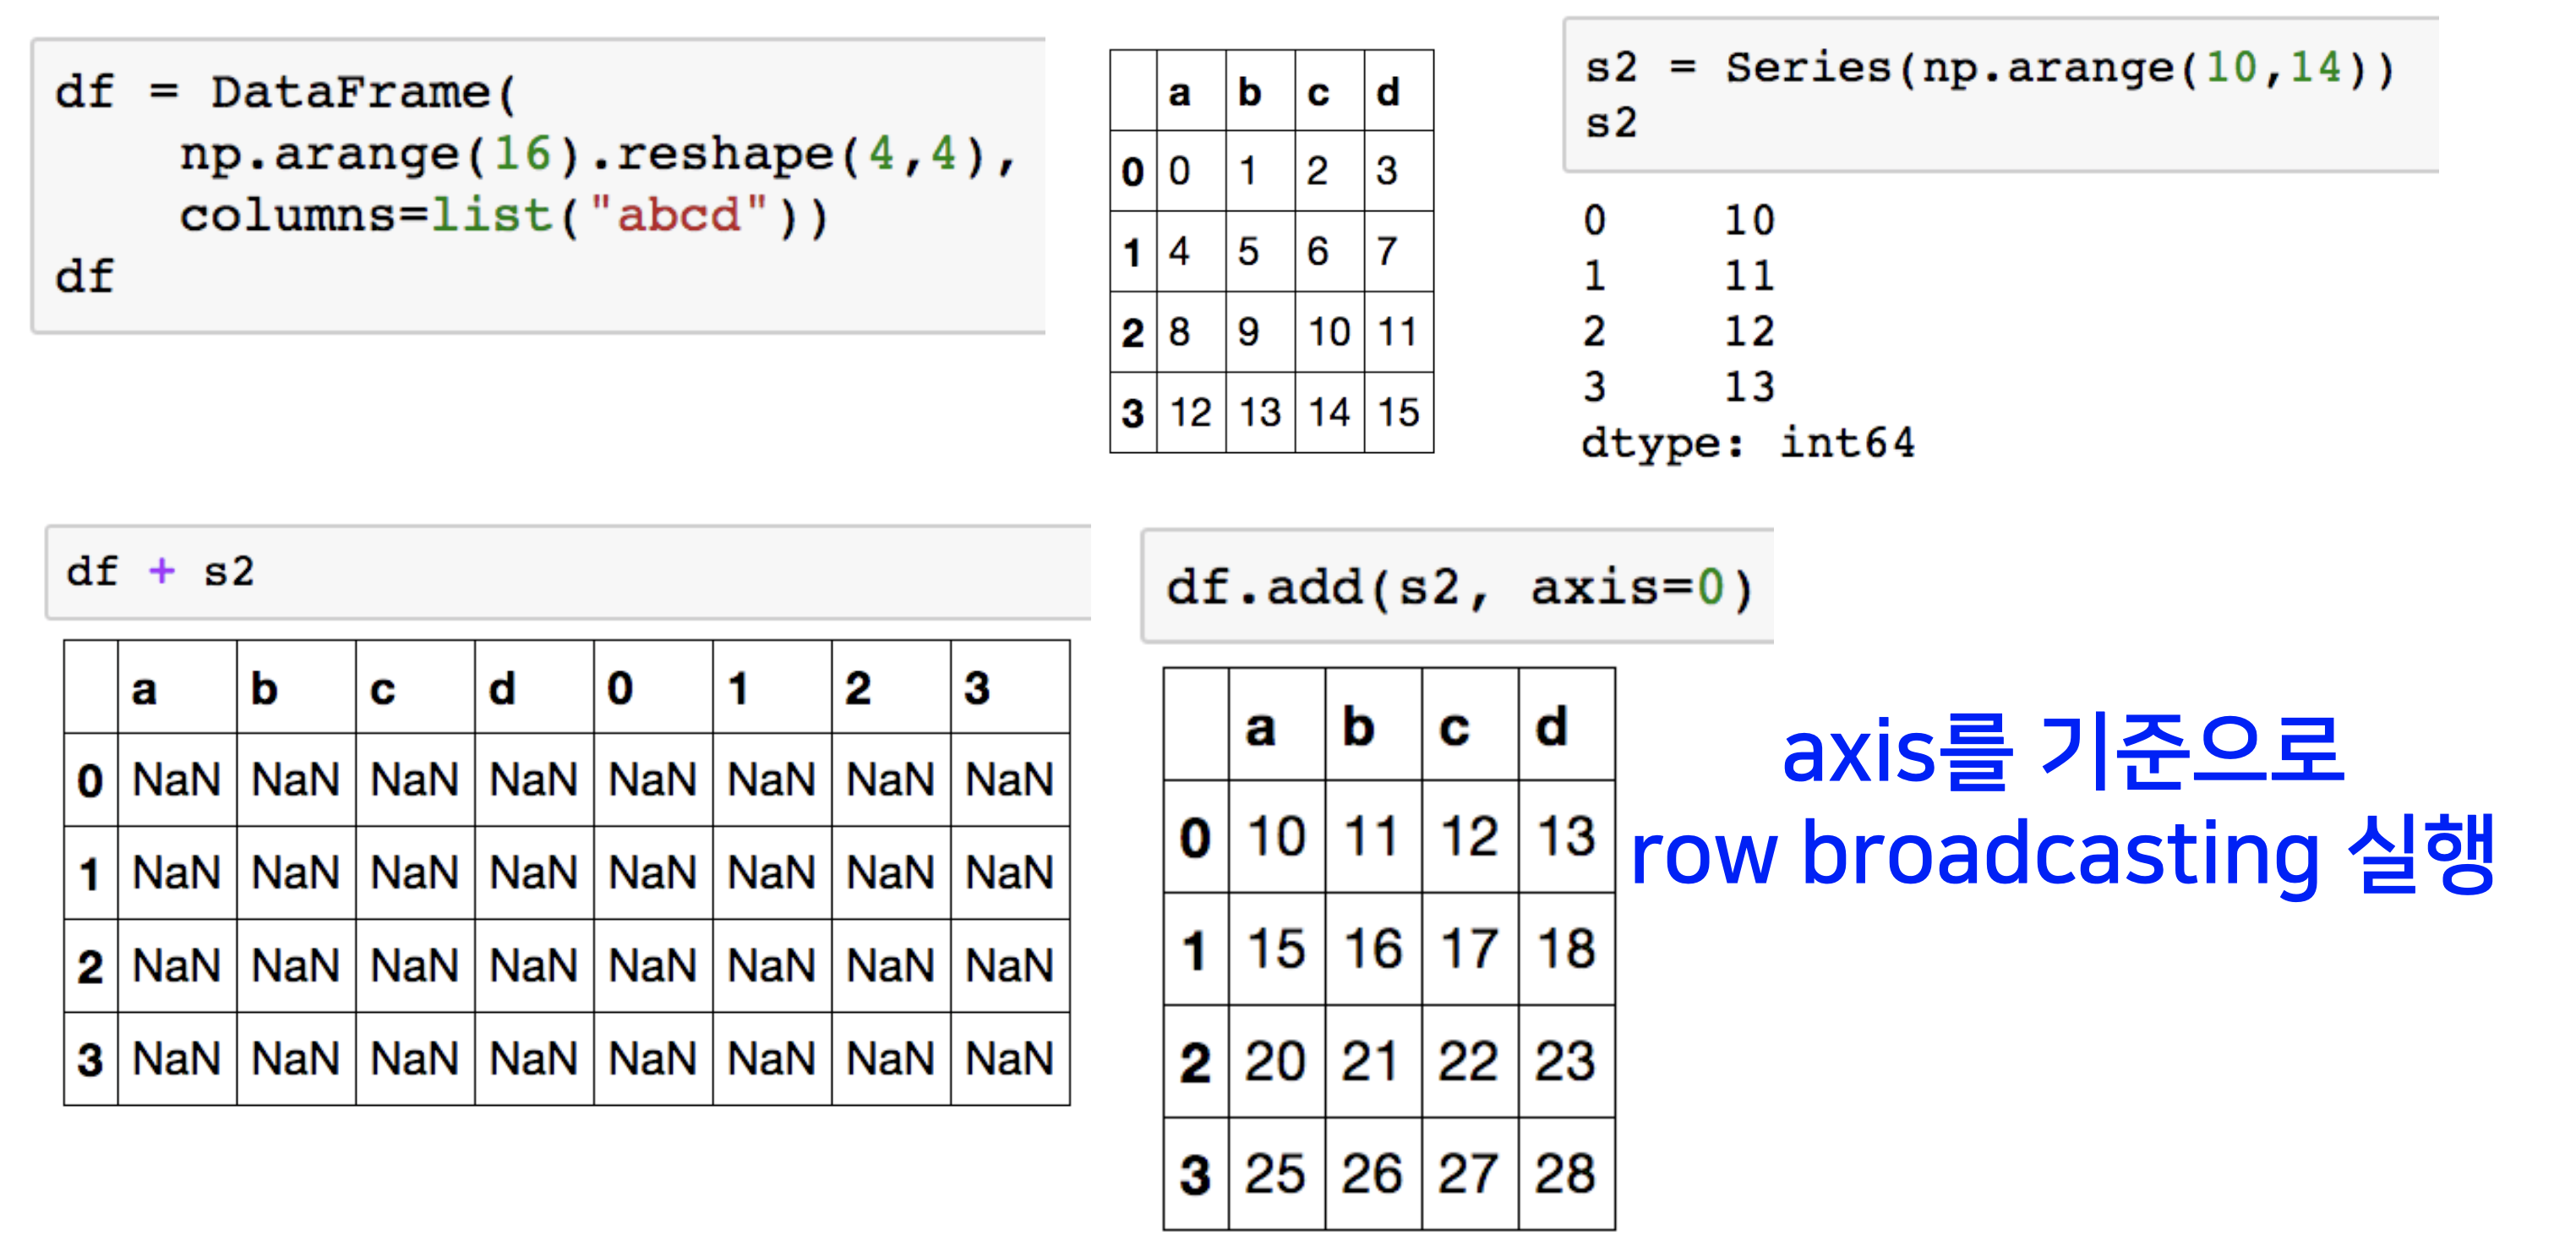 df = DataFrame(
    np.arange(16).reshape(4,4),
    columns=list("abcd"))
df
a b c d
0 0 1 2 3
1 4 5 6 7
2 8 9 10 11
3 12 13 14 15
s2 = Series(np.arange(10,14))
s2
0 10
1 11
2 12
3 13
dtype: int64
df + s2
a b c d 0 1 2 3
0 NaN NaN NaN NaN NaN NaN NaN NaN
1 NaN NaN NaN NaN NaN NaN NaN NaN
2 NaN NaN NaN NaN NaN NaN NaN NaN
3 NaN NaN NaN NaN NaN NaN NaN NaN
df.add(s2, axis=0)
a b c d
0 10 11 12 13
1 15 16 17 18
2 20 21 22 23
3 25 26 27 28
axis를 기준으로
row broadcasting 실행